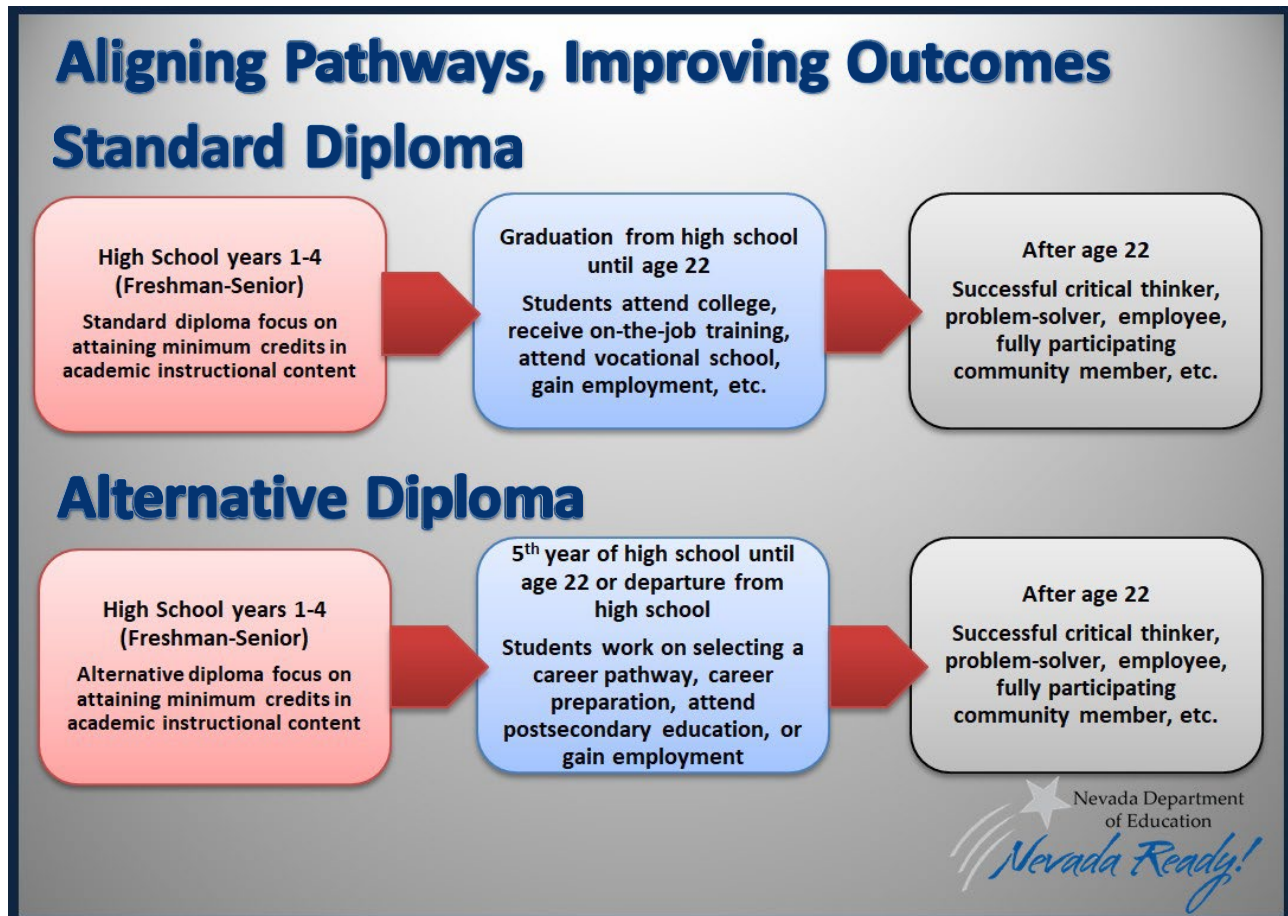 Aligning Pathways, Improving Outcomes
Standard Diploma
High School years 1-4
(Freshman-Senior)
Standard diploma focus on
attaining minimum credits in
academic instructional content
Graduation from high school
until age 22
Students attend college,
receive on-the-job training,
attend vocational school,
gain employment, etc.
After age 22
Successful critical thinker,
problem-solver, employee,
fully participating
community member, etc.
Alternative Diploma
High School years 1-4
(Freshman-Senior)
Alternative diploma focus on
attaining minimum credits in
academic instructional content
5th year of high school until
age 22 or departure from
high school
Students work on selecting a
career pathway, career
preparation, attend
postsecondary education, or
gain employment
After age 22
Successful critical thinker,
problem-solver, employee,
fully participating
community member, etc.
Nevada Department
of Education
Nevada Ready!